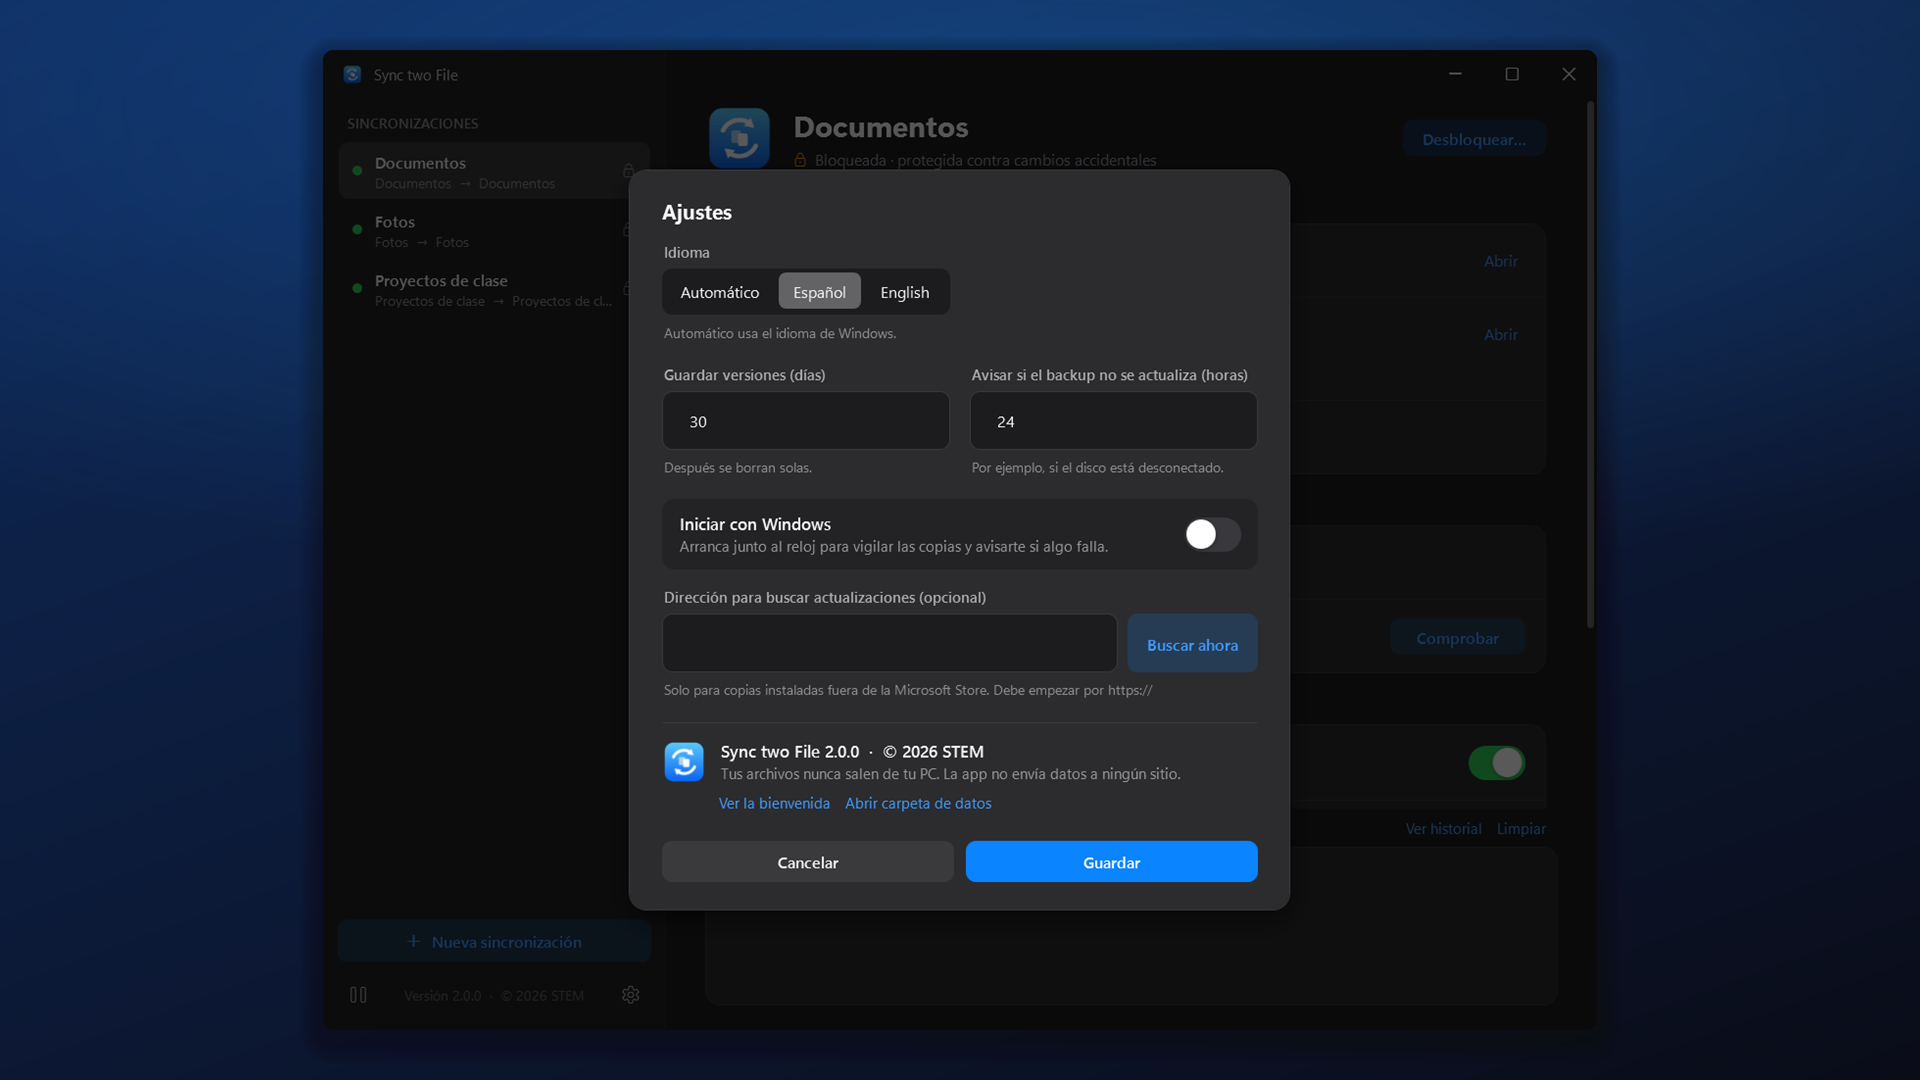 Sync two File
SINCRONIZACIONES
Documentos
Documentos → Documentos
Fotos
Fotos → Fotos
Proyectos de clase
Proyectos de clase → Proyectos de cl...
+ Nueva sincronización
Versión 2.0.0 · © 2026 STEM
Documentos
Bloqueada · protegida contra cambios accidentales
Desbloquear...
Abrir
Abrir
Comprobar
Ver historial Limpiar
Ajustes
Idioma
Automático Español English
Automático usa el idioma de Windows.
Guardar versiones (días) Avisar si el backup no se actualiza (horas)
30 24
Después se borran solas. Por ejemplo, si el disco está desconectado.
Iniciar con Windows
Arranca junto al reloj para vigilar las copias y avisarte si algo falla.
Dirección para buscar actualizaciones (opcional)
Buscar ahora
Solo para copias instaladas fuera de la Microsoft Store. Debe empezar por https://
Sync two File 2.0.0 · © 2026 STEM
Tus archivos nunca salen de tu PC. La app no envía datos a ningún sitio.
Ver la bienvenida Abrir carpeta de datos
Cancelar Guardar